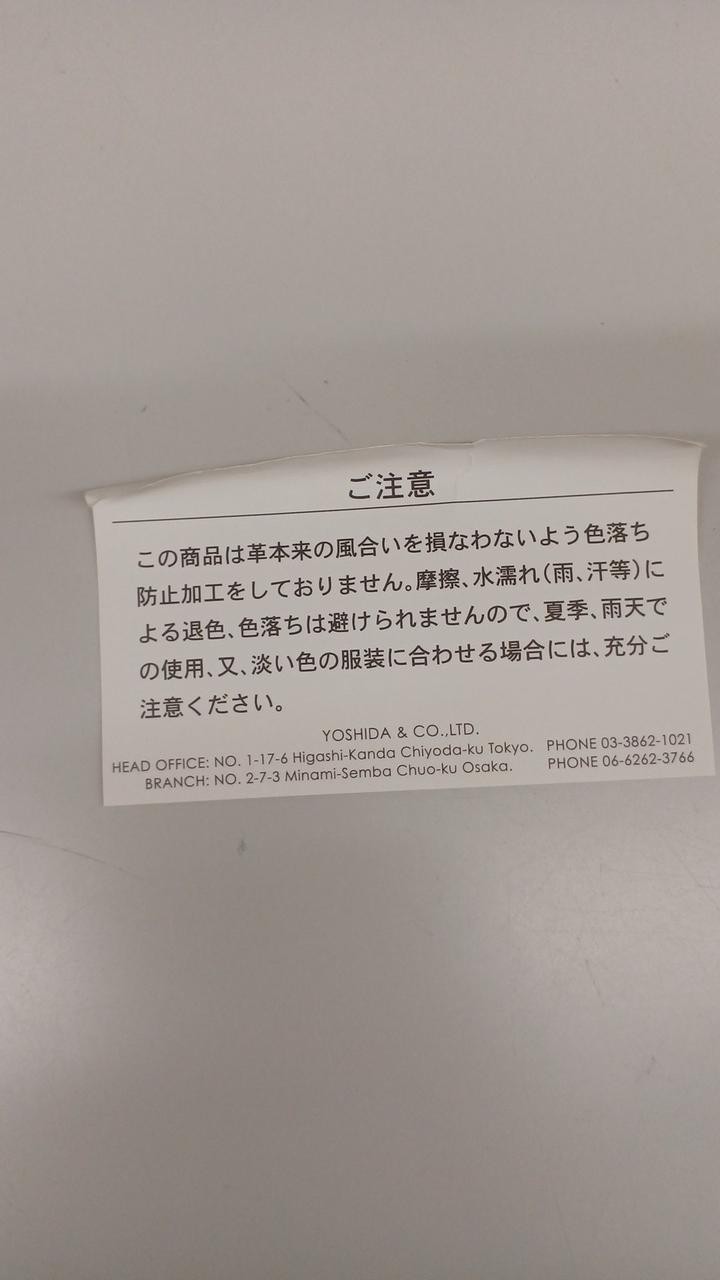 ご注意
この商品は革本来の風合いを損なわないよう色落ち
防止加工をしておりません。摩擦、水濡れ(雨、汗等)に
よる退色、色落ちは避けられませんので、夏季、雨天で
の使用、又、淡い色の服装に合わせる場合には、充分ご
注意ください。
YOSHIDA & CO.,LTD.
HEAD OFFICE: NO. 1-17-6 Higashi-Kanda Chiyoda-ku Tokyo. PHONE 03-3862-1021
BRANCH: NO. 2-7-3 Minami-Semba Chuo-ku Osaka. PHONE 06-6262-3766